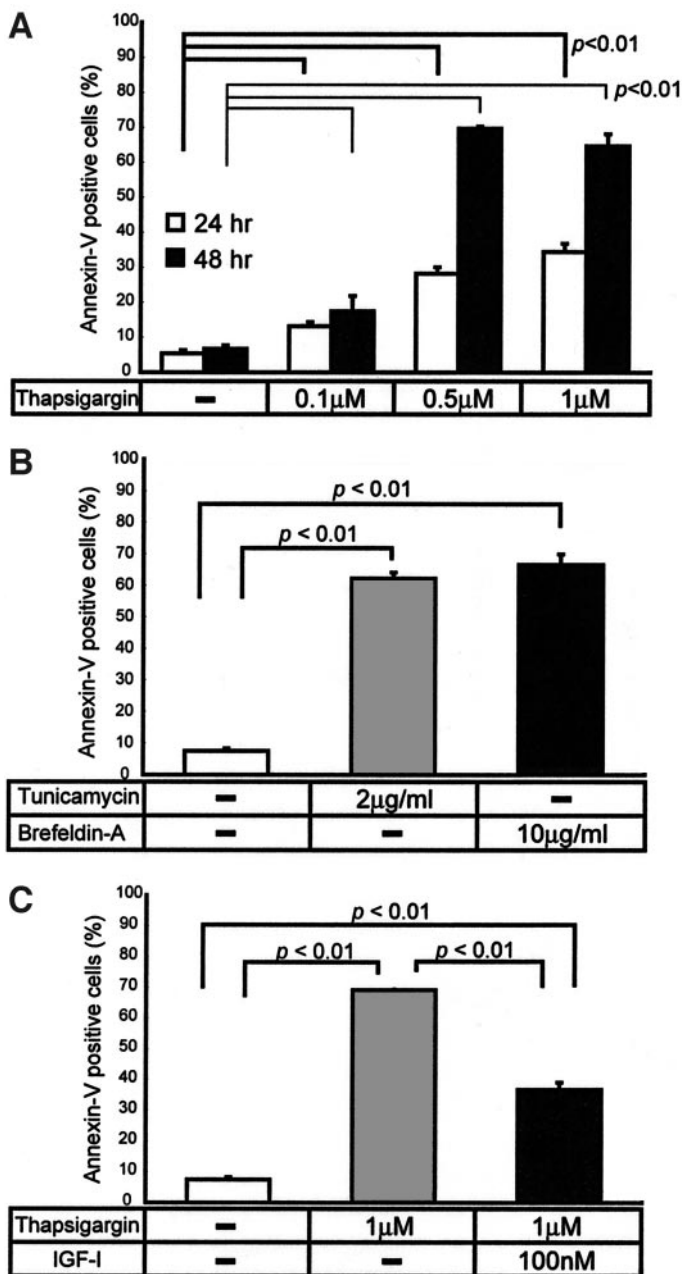 A
Annexin-V positive cells (%)
100
90
80
70
60
50
40
30
20
10
0
p<0.01
p<0.01
24 hr
48 hr
Thapsigargin - 0.1μM 0.5μM 1μM
B
Annexin-V positive cells (%)
100
90
80
70
60
50
40
30
20
10
0
p < 0.01
p < 0.01
Tunicamycin - 2μg/ml -
Brefeldin-A - - 10μg/ml
C
Annexin-V positive cells (%)
100
90
80
70
60
50
40
30
20
10
0
p < 0.01
p < 0.01 p < 0.01
Thapsigargin - 1μM 1μM
IGF-I - - 100nM